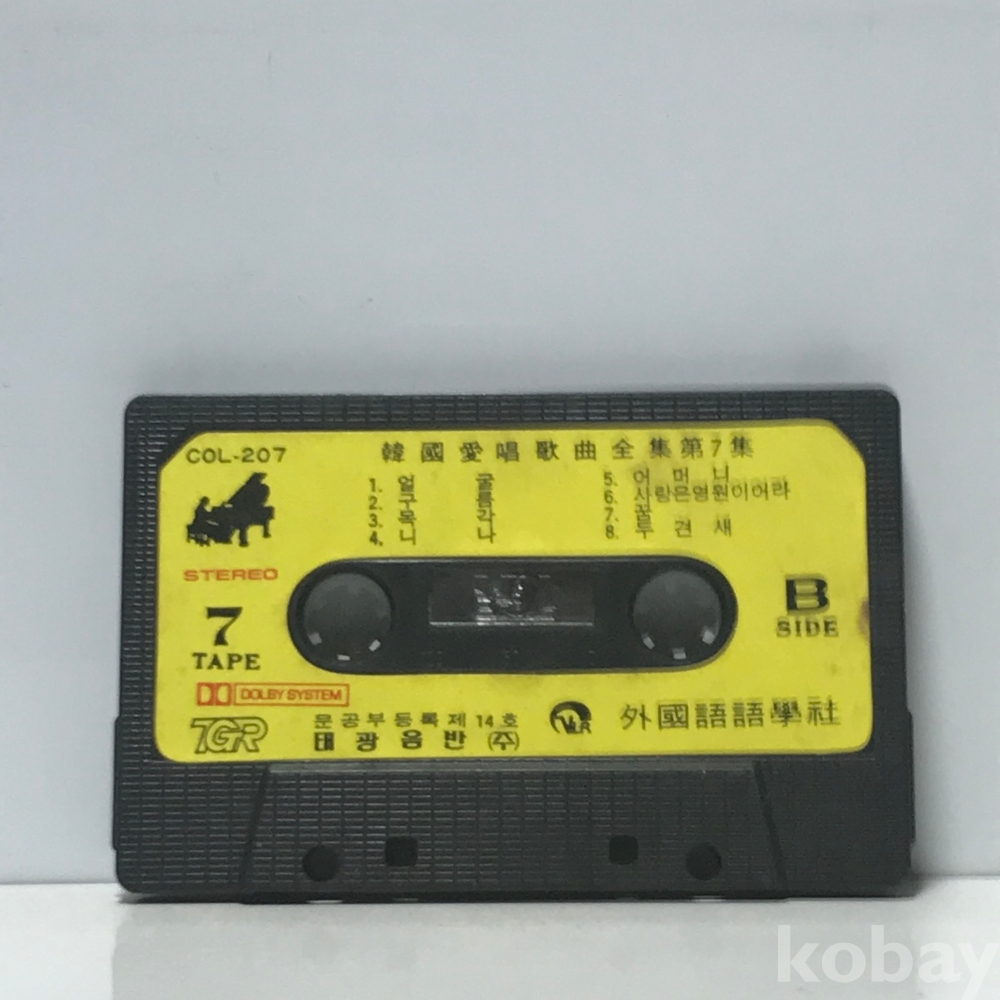 COL-207
韓國愛唱歌曲全集第7集
1. 얼 굴
2. 구 름
3. 목 각
4. 니 나
5. 어 머 니
6. 사랑은영원이어라
7. 꿈
8. 두 견 새
STEREO
7
TAPE
B
SIDE
DOLBY SYSTEM
TGR
문공부등록제14호
태 광 음 반 (주)
外國語語學社
kobay